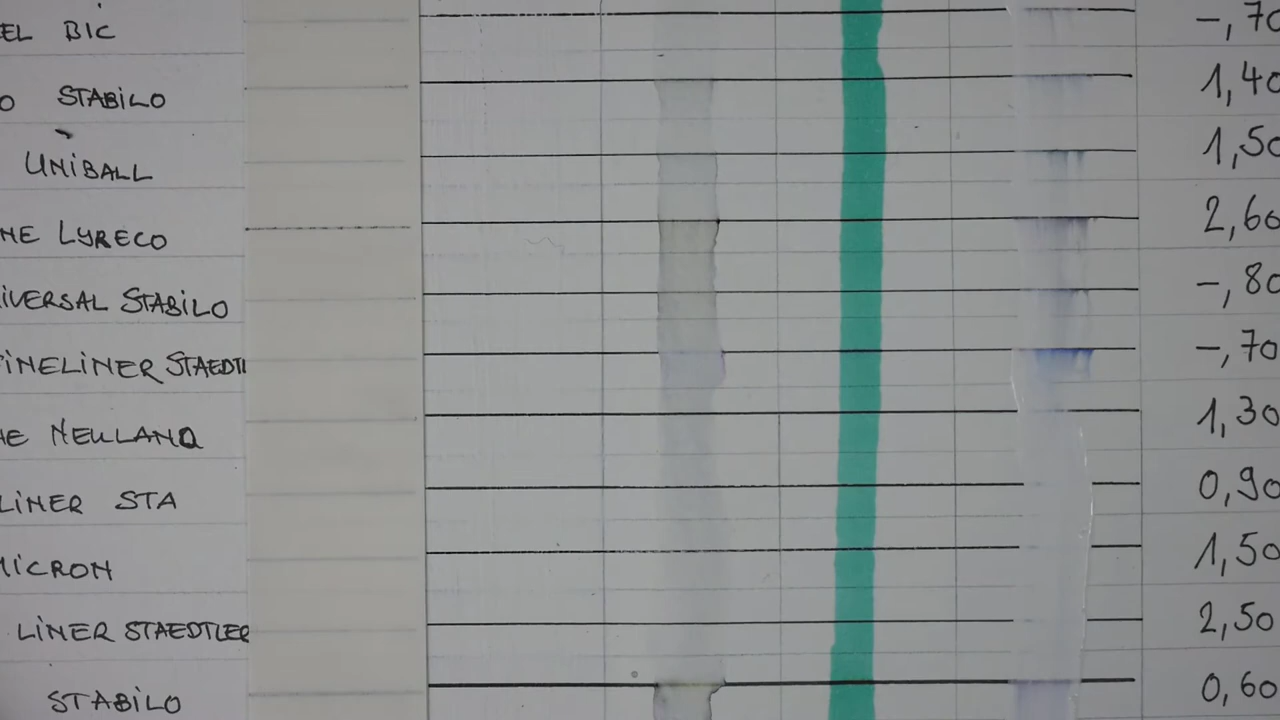 EL BIC -,70
O STABILO 1,40
UNIBALL 1,50
NE LYRECO 2,60
IVERSAL STABILO -,80
FINELINER STAEDTL -,70
NE NEULAND 1,30
LINER STA 0,90
MICRON 1,50
LINER STAEDTLER 2,50
STABILO 0,60